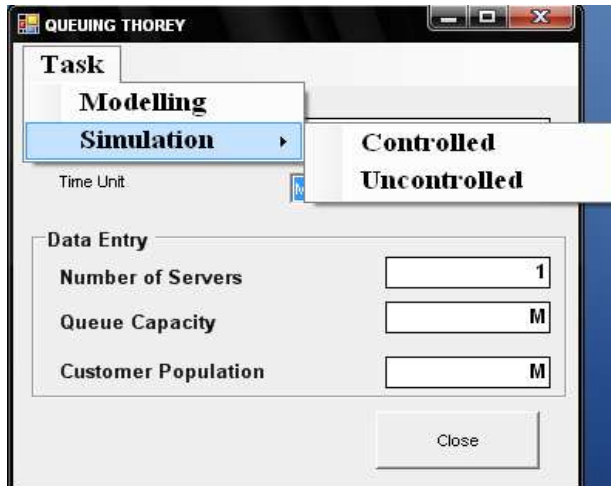 QUEUING THOREY
Task
Modelling
Simulation
Controlled
Uncontrolled
Time Unit
Data Entry
Number of Servers 1
Queue Capacity M
Customer Population M
Close